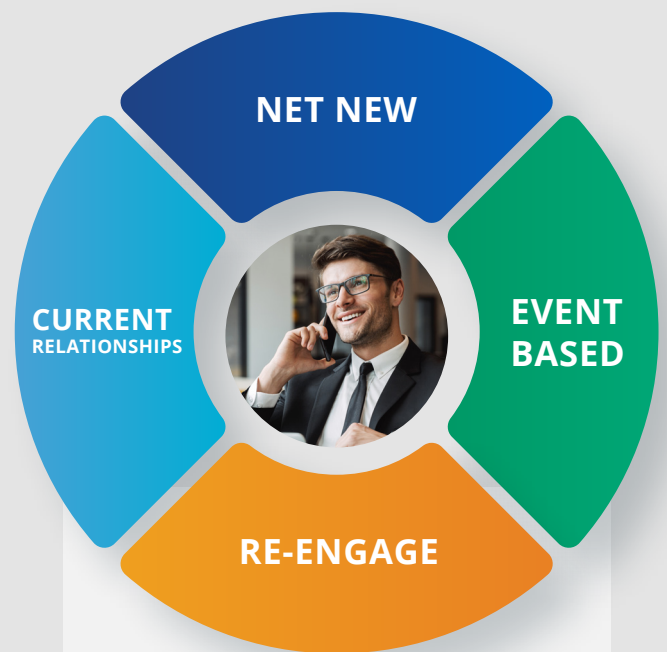 NET NEW
EVENT
BASED
RE-ENGAGE
CURRENT
RELATIONSHIPS